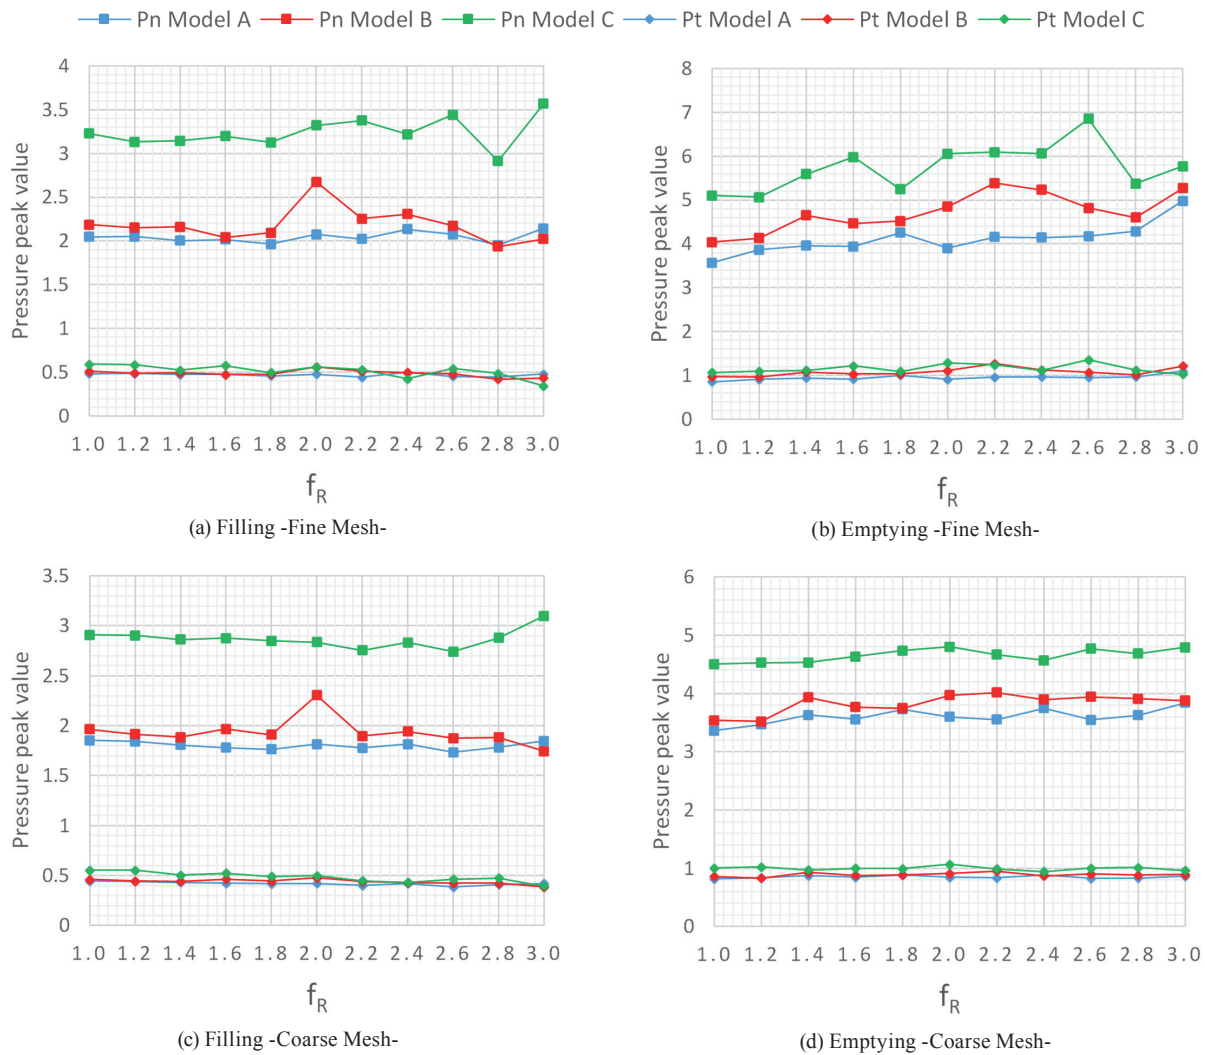 Pn Model A Pn Model B Pn Model C Pt Model A Pt Model B Pt Model C
Pressure peak value
4
3.5
3
2.5
2
1.5
1
0.5
0
1.0 1.2 1.4 1.6 1.8 2.0 2.2 2.4 2.6 2.8 3.0
fR
(a) Filling -Fine Mesh-
Pressure peak value
8
7
6
5
4
3
2
1
0
1.0 1.2 1.4 1.6 1.8 2.0 2.2 2.4 2.6 2.8 3.0
fR
(b) Emptying -Fine Mesh-
Pressure peak value
3.5
3
2.5
2
1.5
1
0.5
0
1.0 1.2 1.4 1.6 1.8 2.0 2.2 2.4 2.6 2.8 3.0
fR
(c) Filling -Coarse Mesh-
Pressure peak value
6
5
4
3
2
1
0
1.0 1.2 1.4 1.6 1.8 2.0 2.2 2.4 2.6 2.8 3.0
fR
(d) Emptying -Coarse Mesh-